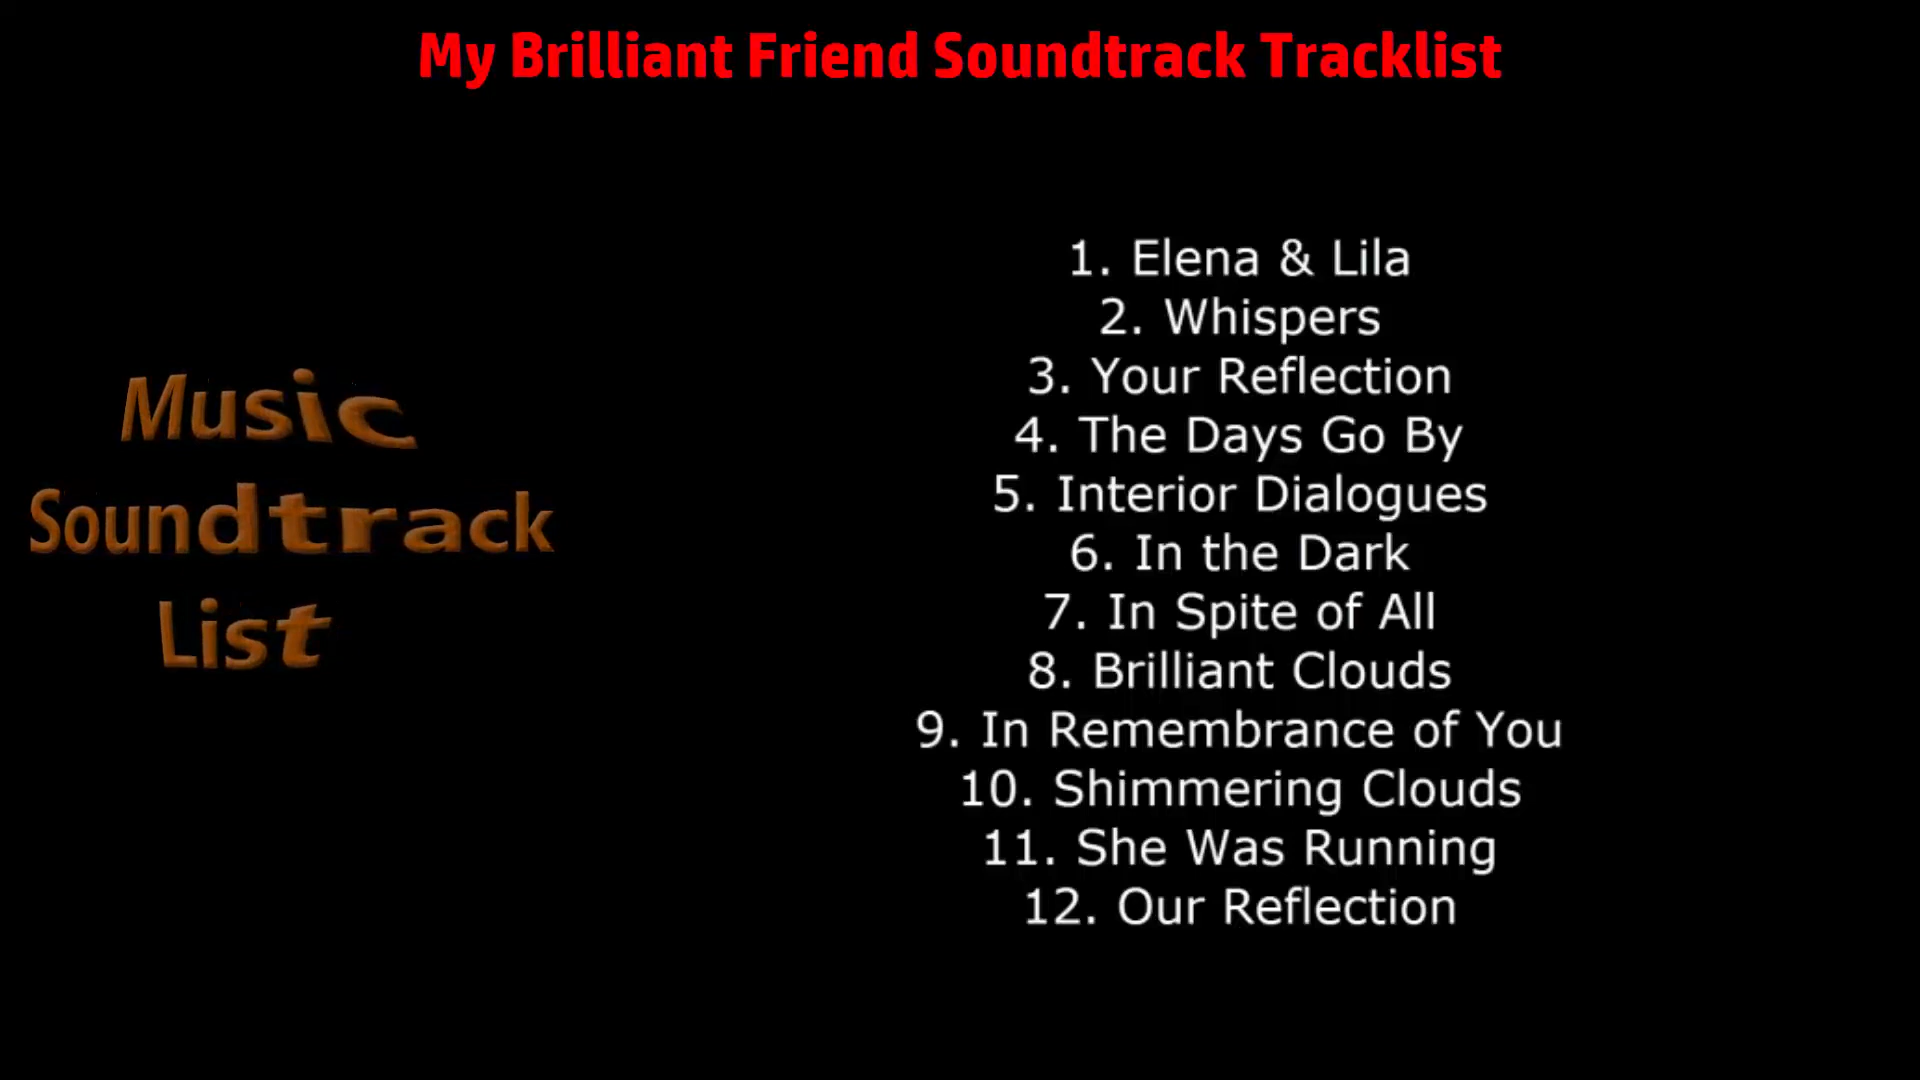 My Brilliant Friend Soundtrack Tracklist
Music
Soundtrack
List
1. Elena & Lila
2. Whispers
3. Your Reflection
4. The Days Go By
5. Interior Dialogues
6. In the Dark
7. In Spite of All
8. Brilliant Clouds
9. In Remembrance of You
10. Shimmering Clouds
11. She Was Running
12. Our Reflection